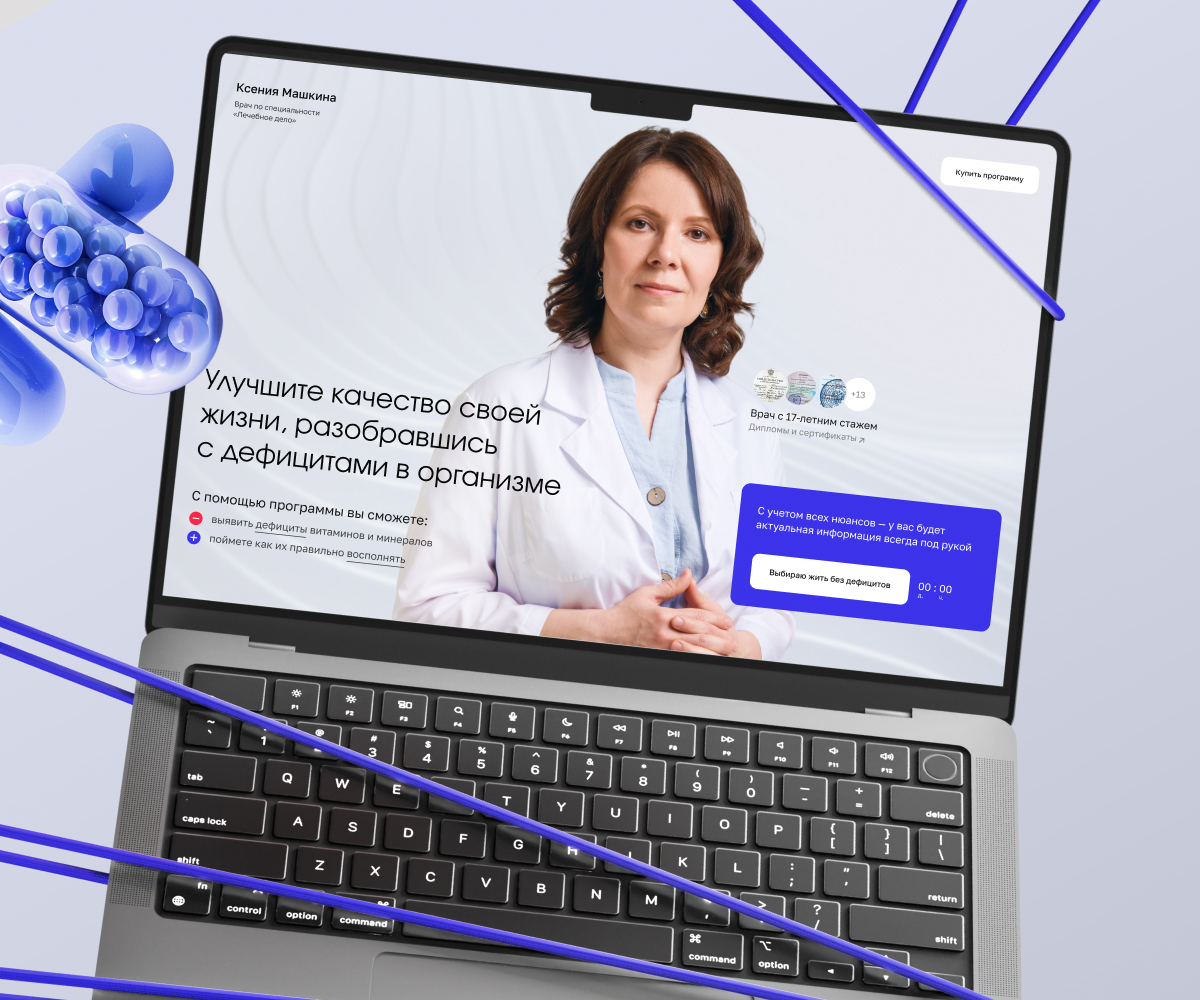 Ксения Машкина
Врач по специальности
«Лечебное дело»
Купить программу
Улучшите качество своей
жизни, разобравшись
с дефицитами в организме
С помощью программы вы сможете:
выявить дефициты витаминов и минералов
поймете как их правильно восполнять
+13
Врач с 17-летним стажем
Дипломы и сертификаты
С учетом всех нюансов — у вас будет
актуальная информация всегда под рукой
Выбираю жить без дефицитов
00 : 00
д. ч.
F1 F2 F3 F4 F5 F6 F7 F8 F9 F10 F11 F12
~ # $ % ^ & * ( ) — +
` 1 2 3 4 5 6 7 8 9 0 - =
delete
tab Q W E T Y U I O P { [ } ] | \
caps lock A S D F G H J K L : ; " ' return
shift Z X C V B N M < , > . ? / shift
fn control option command ⌘ command ⌥ option